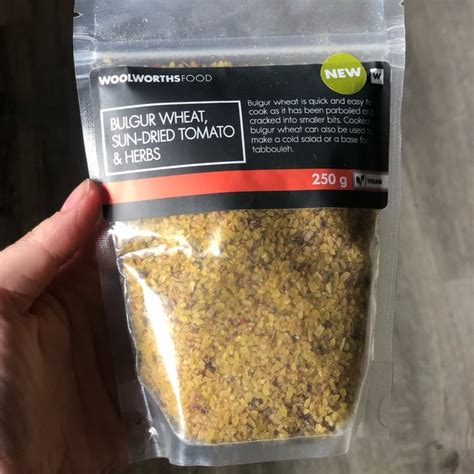 WOOLWORTHSFOOD
NEW
W
BULGUR WHEAT,
SUN-DRIED TOMATO
& HERBS
Bulgur wheat is quick and easy to
cook as it has been parboiled and
cracked into smaller bits. Cooked
bulgur wheat can also be used to
make a cold salad or a base for
tabbouleh.
250 g
VEGAN